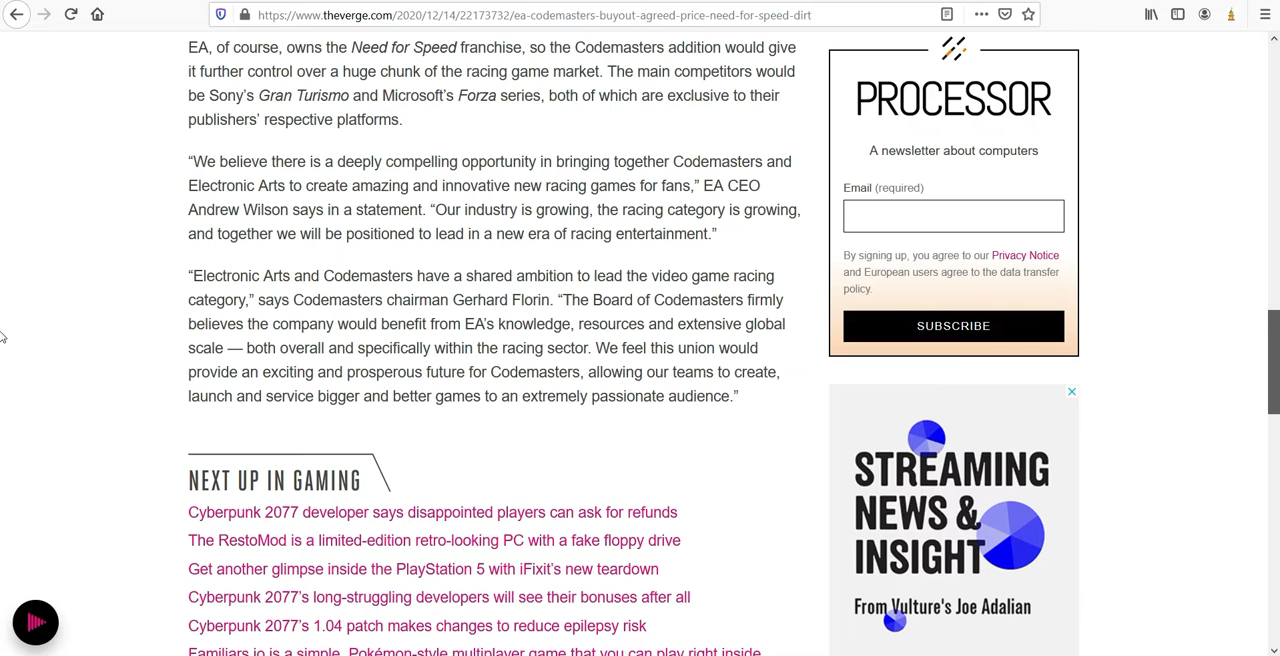 https://www.theverge.com/2020/12/14/22173732/ea-codemasters-buyout-agreed-price-need-for-speed-dirt
EA, of course, owns the Need for Speed franchise, so the Codemasters addition would give
it further control over a huge chunk of the racing game market. The main competitors would
be Sony’s Gran Turismo and Microsoft’s Forza series, both of which are exclusive to their
publishers’ respective platforms.
“We believe there is a deeply compelling opportunity in bringing together Codemasters and
Electronic Arts to create amazing and innovative new racing games for fans,” EA CEO
Andrew Wilson says in a statement. “Our industry is growing, the racing category is growing,
and together we will be positioned to lead in a new era of racing entertainment.”
“Electronic Arts and Codemasters have a shared ambition to lead the video game racing
category,” says Codemasters chairman Gerhard Florin. “The Board of Codemasters firmly
believes the company would benefit from EA’s knowledge, resources and extensive global
scale — both overall and specifically within the racing sector. We feel this union would
provide an exciting and prosperous future for Codemasters, allowing our teams to create,
launch and service bigger and better games to an extremely passionate audience.”
NEXT UP IN GAMING
Cyberpunk 2077 developer says disappointed players can ask for refunds
The RestoMod is a limited-edition retro-looking PC with a fake floppy drive
Get another glimpse inside the PlayStation 5 with iFixit’s new teardown
Cyberpunk 2077’s long-struggling developers will see their bonuses after all
Cyberpunk 2077’s 1.04 patch makes changes to reduce epilepsy risk
Familiars.io is a simple, Pokémon-style multiplayer game that you can play right inside
PROCESSOR
A newsletter about computers
Email (required)
By signing up, you agree to our Privacy Notice
and European users agree to the data transfer
policy.
SUBSCRIBE
STREAMING
NEWS &
INSIGHT
From Vulture's Joe Adalian